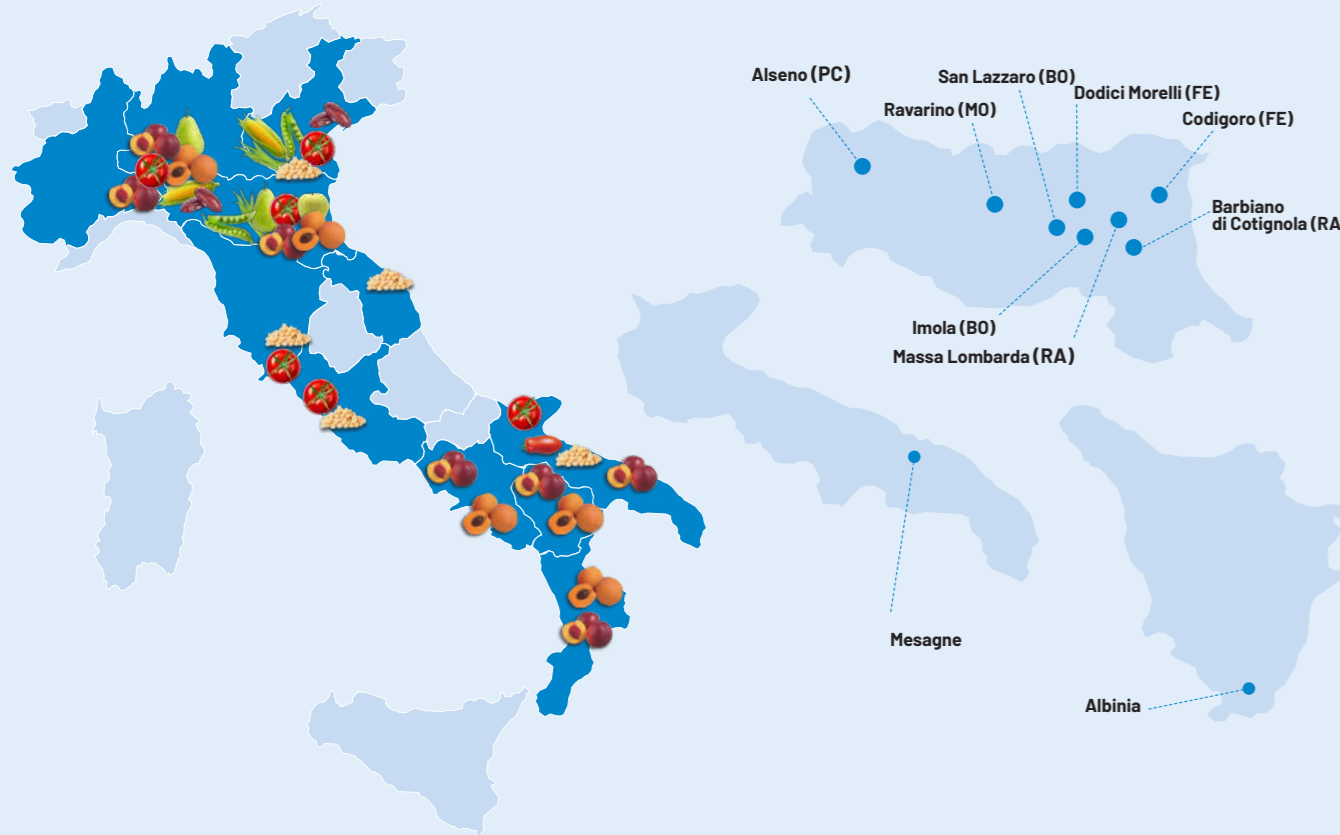 Alseno (PC)
San Lazzaro (BO)
Ravarino (MO)
Dodici Morelli (FE)
Codigoro (FE)
Barbiano
di Cotignola (RA
Imola (BO)
Massa Lombarda (RA)
Mesagne
Albinia